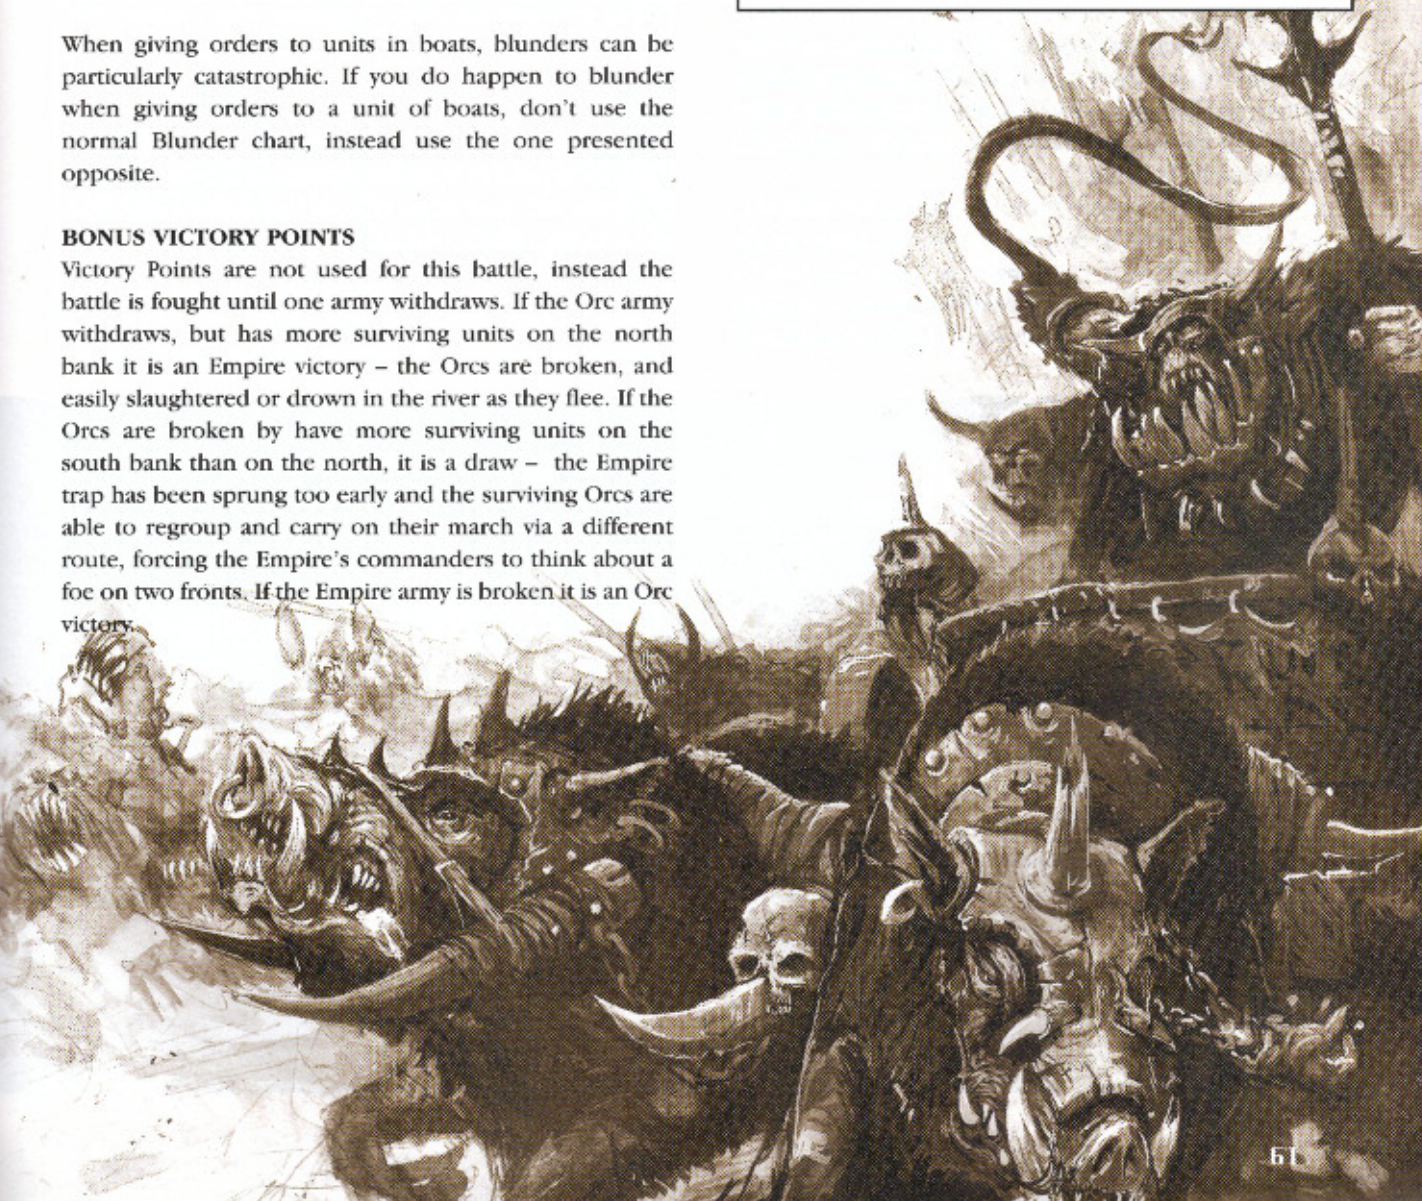 When giving orders to units in boats, blunders can be
particularly catastrophic. If you do happen to blunder
when giving orders to a unit of boats, don't use the
normal Blunder chart, instead use the one presented
opposite.
BONUS VICTORY POINTS
Victory Points are not used for this battle, instead the
battle is fought until one army withdraws. If the Orc army
withdraws, but has more surviving units on the north
bank it is an Empire victory – the Orcs are broken, and
easily slaughtered or drown in the river as they flee. If the
Orcs are broken by have more surviving units on the
south bank than on the north, it is a draw – the Empire
trap has been sprung too early and the surviving Orcs are
able to regroup and carry on their march via a different
route, forcing the Empire's commanders to think about a
foe on two fronts. If the Empire army is broken it is an Orc
victory.
61